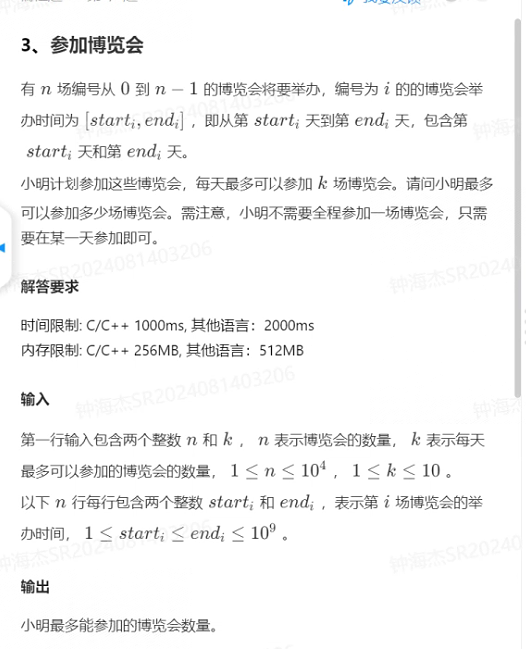 3、参加博览会
有 n 场编号从 0 到 n − 1 的博览会将要举办，编号为 i 的的博览会举
办时间为 [start_i, end_i] ，即从第 start_i 天到第 end_i 天，包含第
start_i 天和第 end_i 天。
小明计划参加这些博览会，每天最多可以参加 k 场博览会。请问小明最多
可以参加多少场博览会。需注意，小明不需要全程参加一场博览会，只需
要在某一天参加即可。
解答要求
时间限制: C/C++ 1000ms, 其他语言：2000ms
内存限制: C/C++ 256MB, 其他语言：512MB
钟海杰SR2024081403206
输入
第一行输入包含两个整数 n 和 k ，n 表示博览会的数量， k 表示每天
最多可以参加的博览会的数量，1 ≤ n ≤ 10^4 ，1 ≤ k ≤ 10 。
以下 n 行每行包含两个整数 start_i 和 end_i ，表示第 i 场博览会的举
办时间，1 ≤ start_i ≤ end_i ≤ 10^9 。
输出
小明最多能参加的博览会数量。